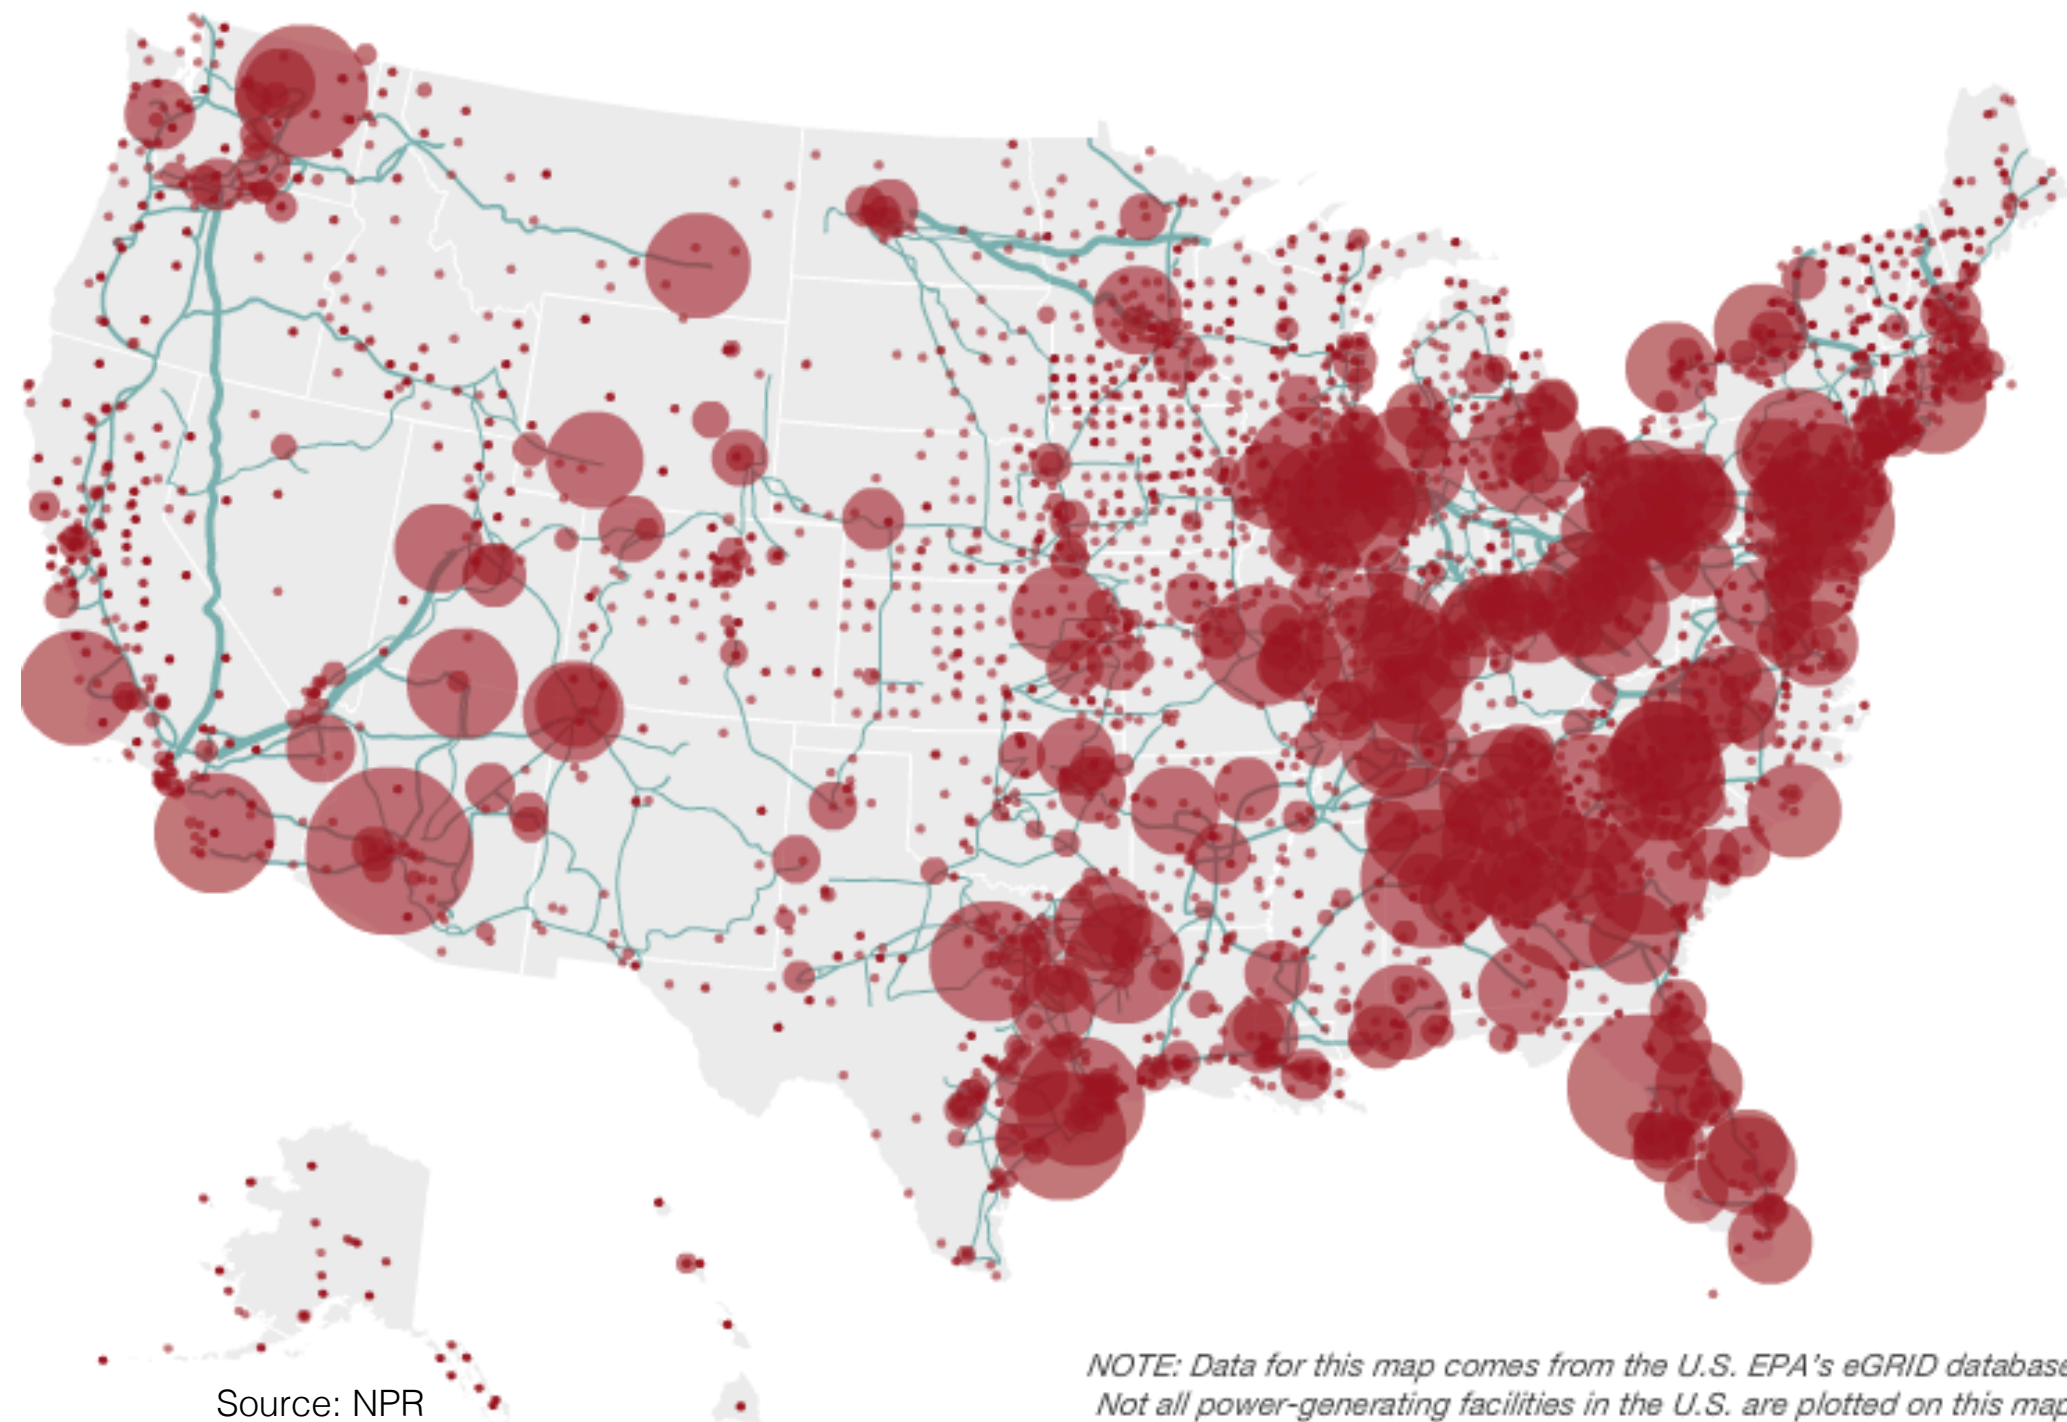 NOTE: Data for this map comes from the U.S. EPA's eGRID database
Not all power-generating facilities in the U.S. are plotted on this map
Source: NPR